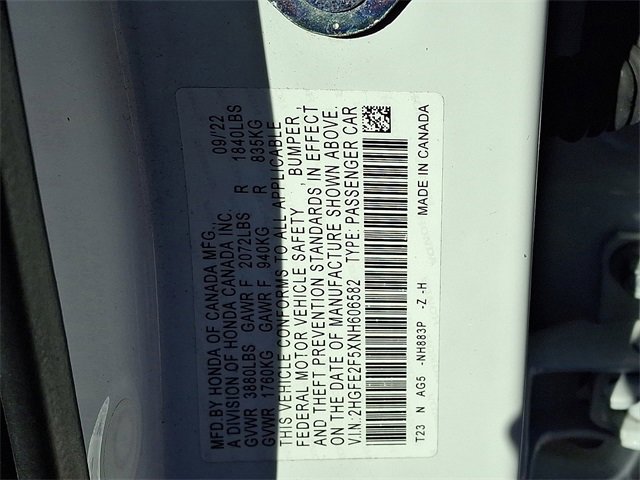 MFD.BY HONDA OF CANADA MFG., 09/'22
A DIVISION OF HONDA CANADA INC.
GVWR 3880LBS GAWR F 2072LBS R 1840LBS
GVWR 1760KG GAWR F 940KG R 835KG
THIS VEHICLE CONFORMS TO ALL APPLICABLE
FEDERAL MOTOR VEHICLE SAFETY , BUMPER,
AND THEFT PREVENTION STANDARDS IN EFFECT
ON THE DATE OF MANUFACTURE SHOWN ABOVE.
V.I.N.:2HGFE2F5XNH606582 TYPE: PASSENGER CAR
T23 N AG5 -NH883P -Z -H MADE IN CANADA